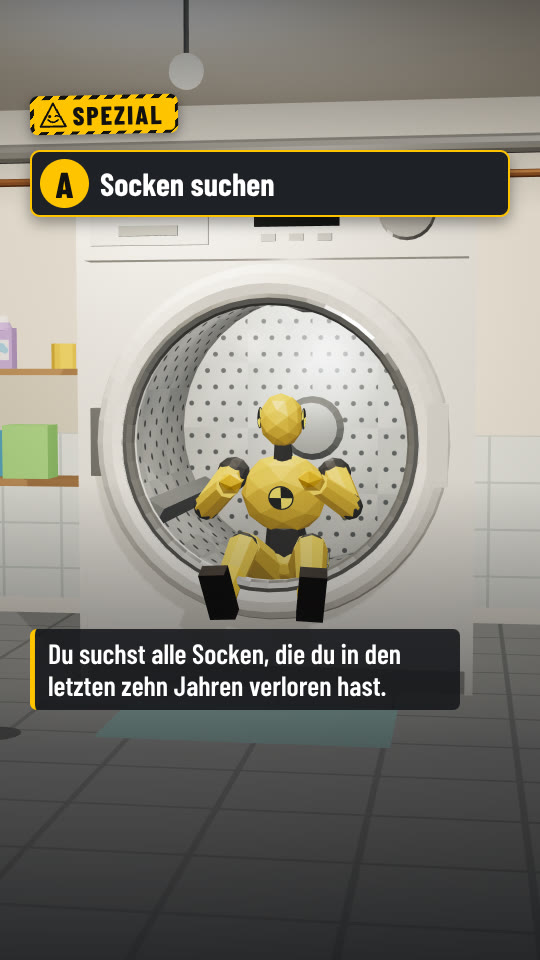 SPEZIAL
A Socken suchen
Du suchst alle Socken, die du in den
letzten zehn Jahren verloren hast.